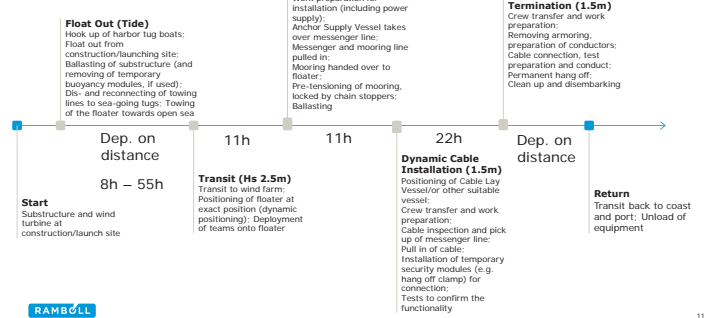 Float Out (Tide)
Hook up of harbor tug boats;
Float out from
construction/launching site;
Ballasting of substructure (and
removing of temporary
buoyancy modules, if used);
Dis- and reconnecting of towing
lines to sea-going tugs; Towing
of the floater towards open sea
installation (including power
supply);
Anchor Supply Vessel takes
over messenger line;
Messenger and mooring line
pulled in;
Mooring handed over to
floater;
Pre-tensioning of mooring,
locked by chain stoppers;
Ballasting
Termination (1.5m)
Crew transfer and work
preparation;
Removing armoring,
preparation of conductors;
Cable connection, test
preparation and conduct;
Permanent hang off;
Clean up and disembarking
Dep. on
distance
8h – 55h
11h
11h
22h
Dep. on
distance
Start
Substructure and wind
turbine at
construction/launch site
Transit (Hs 2.5m)
Transit to wind farm;
Positioning of floater at
exact position (dynamic
positioning); Deployment
of teams onto floater
Dynamic Cable
Installation (1.5m)
Positioning of Cable Lay
Vessel/or other suitable
vessel;
Crew transfer and work
preparation;
Cable inspection and pick
up of messenger line;
Pull in of cable;
Installation of temporary
security modules (e.g.
hang off clamp) for
connection;
Tests to confirm the
functionality
Return
Transit back to coast
and port; Unload of
equipment
RAMBOLL
11